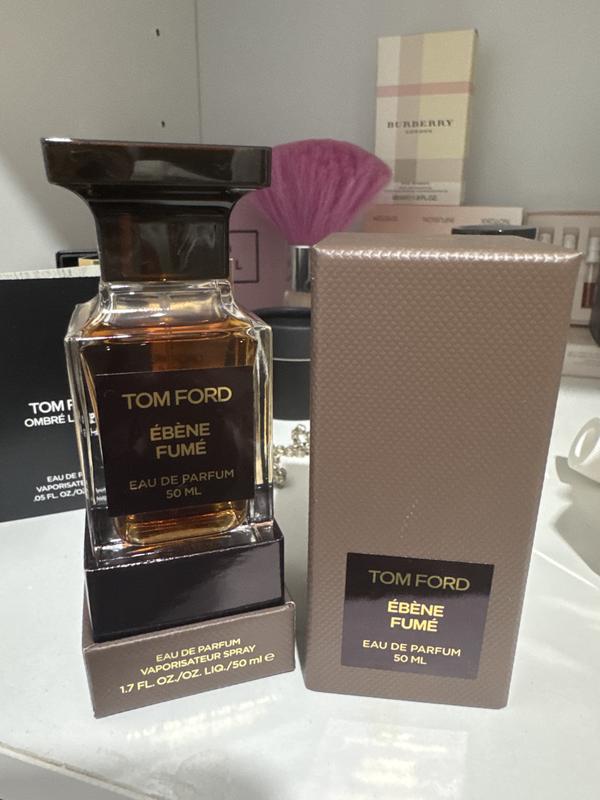 BURBERRY
LONDON
TOM FORD
ÉBÈNE
FUMÉ
EAU DE PARFUM
50 ML
EAU DE PARFUM
VAPORISATEUR SPRAY
1.7 FL. OZ./OZ. LIQ./50 ml e
TOM FORD
ÉBÈNE
FUMÉ
EAU DE PARFUM
50 ML
TOM F
OMBRÉ L
EAU DE P
VAPORISATE
.05 FL. OZ./OZ